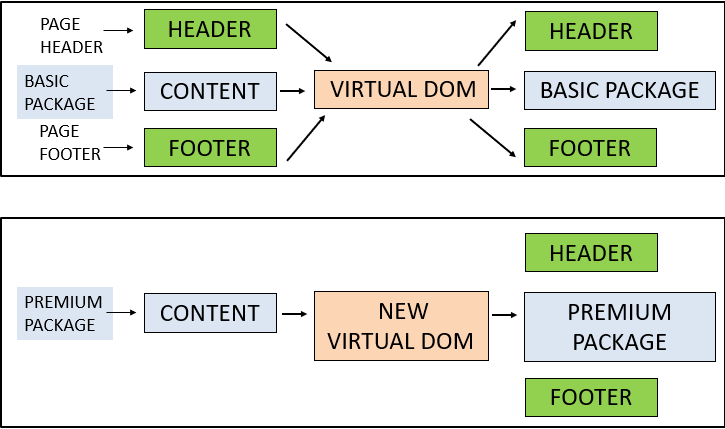 PAGE
HEADER
HEADER
HEADER
BASIC
PACKAGE
CONTENT
VIRTUAL DOM
BASIC PACKAGE
PAGE
FOOTER
FOOTER
FOOTER
HEADER
PREMIUM
PACKAGE
CONTENT
NEW
VIRTUAL DOM
PREMIUM
PACKAGE
FOOTER